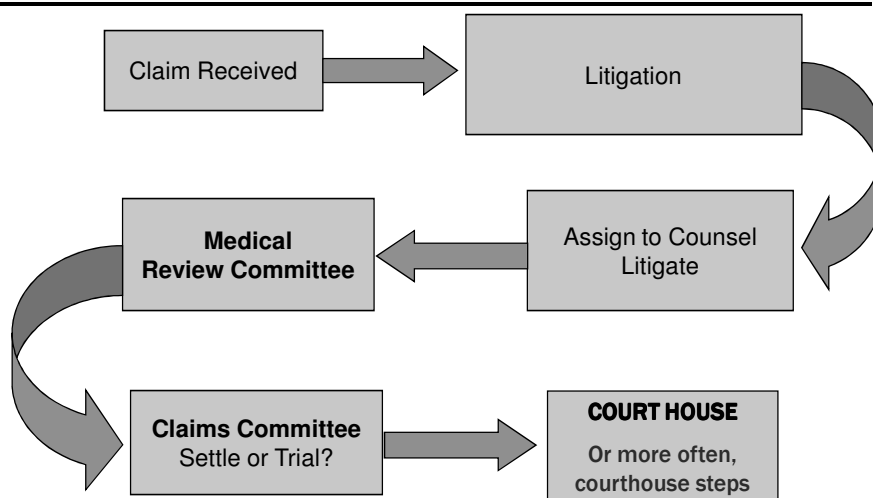 Claim Received
Litigation
Assign to Counsel
Litigate
Medical
Review Committee
Claims Committee
Settle or Trial?
COURT HOUSE
Or more often,
courthouse steps